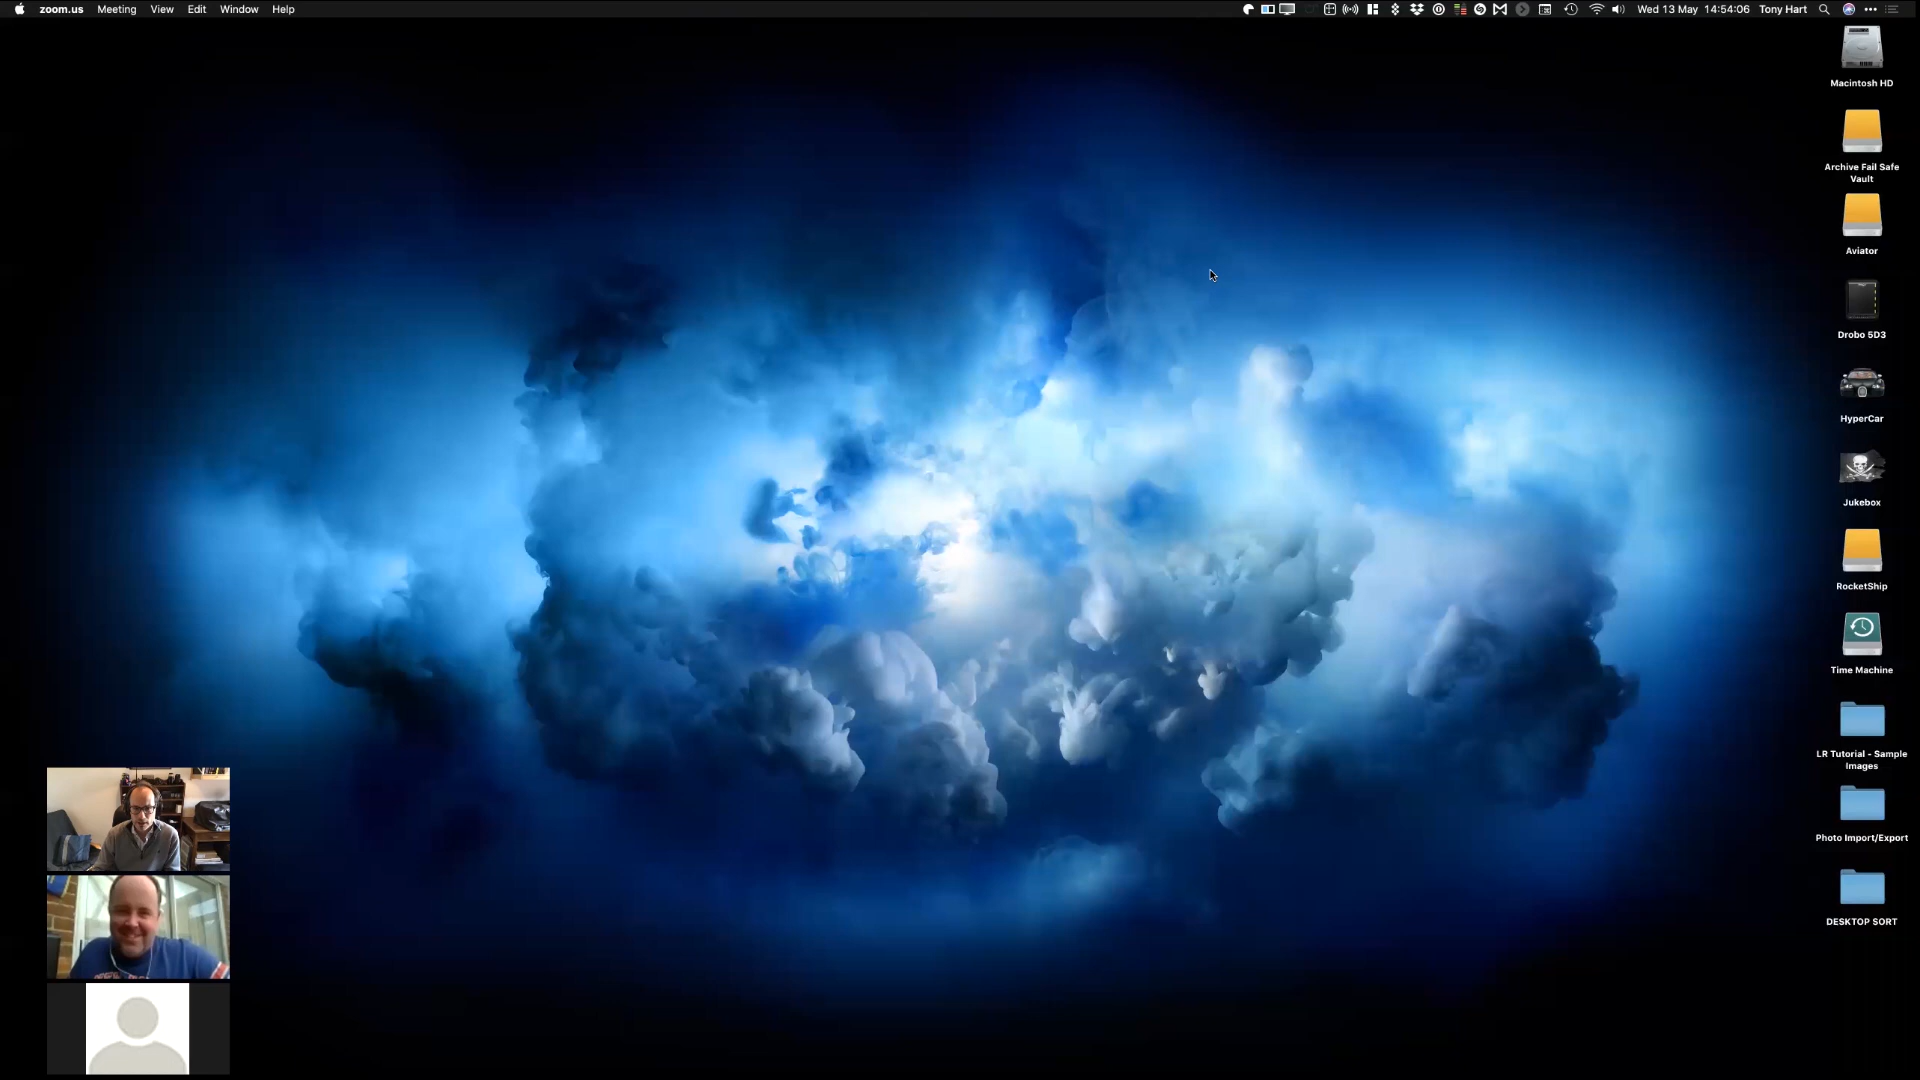 zoom.us Meeting View Edit Window Help
Wed 13 May 14:54:06 Tony Hart
Macintosh HD
Archive Fail Safe
Vault
Aviator
Drobo 5D3
HyperCar
Jukebox
RocketShip
Time Machine
LR Tutorial - Sample
Images
Photo Import/Export
DESKTOP SORT